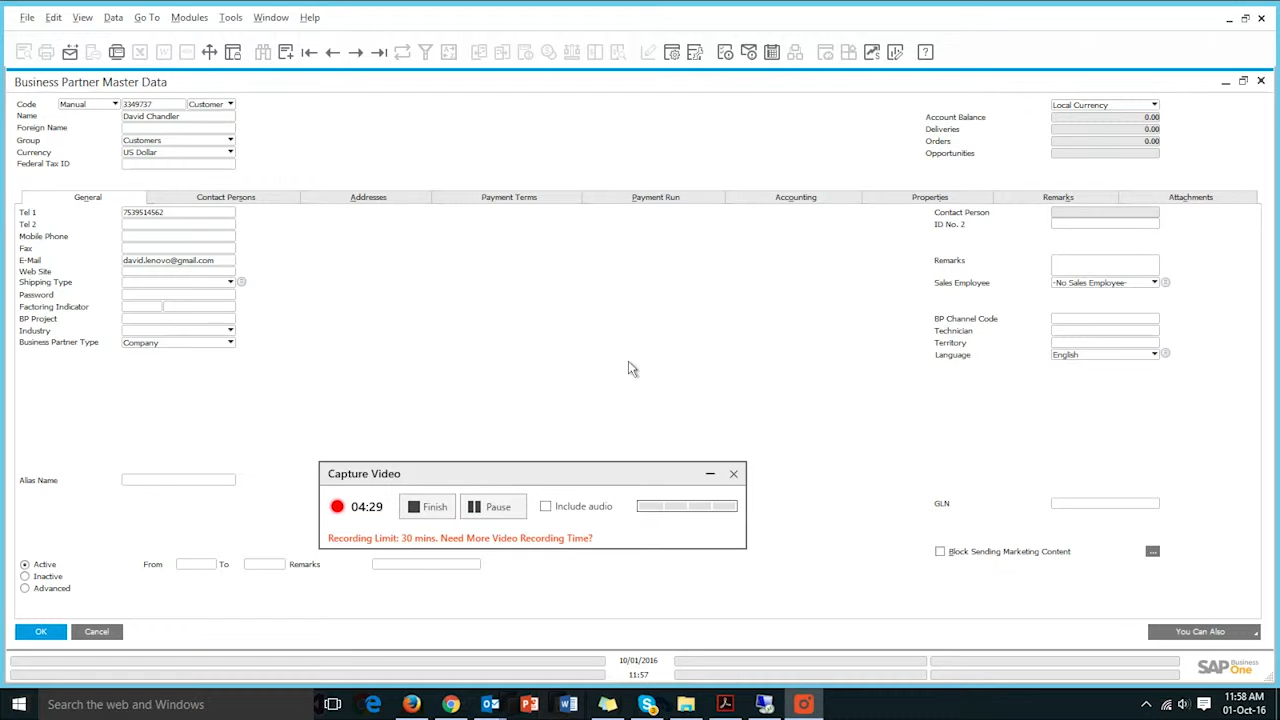 File Edit View Data Go To Modules Tools Window Help
Business Partner Master Data
Code Manual 3349737 Customer Local Currency
Name David Chandler Account Balance 0.00
Foreign Name Deliveries 0.00
Group Customers Orders 0.00
Currency US Dollar Opportunities
Federal Tax ID
General Contact Persons Addresses Payment Terms Payment Run Accounting Properties Remarks Attachments
Tel 1 7539514562 Contact Person
Tel 2 ID No. 2
Mobile Phone
Fax
E-Mail david.lenovo@gmail.com Remarks
Web Site
Shipping Type Sales Employee -No Sales Employee-
Password
Factoring Indicator
BP Project BP Channel Code
Industry Technician
Business Partner Type Company Territory
Language English
Capture Video
Alias Name
04:29 Finish Pause Include audio
GLN
Recording Limit: 30 mins. Need More Video Recording Time?
Block Sending Marketing Content ...
Active From To Remarks
Inactive
Advanced
OK Cancel You Can Also
10/01/2016
11:57
SAP Business One
Search the web and Windows
11:58 AM
01-Oct-16